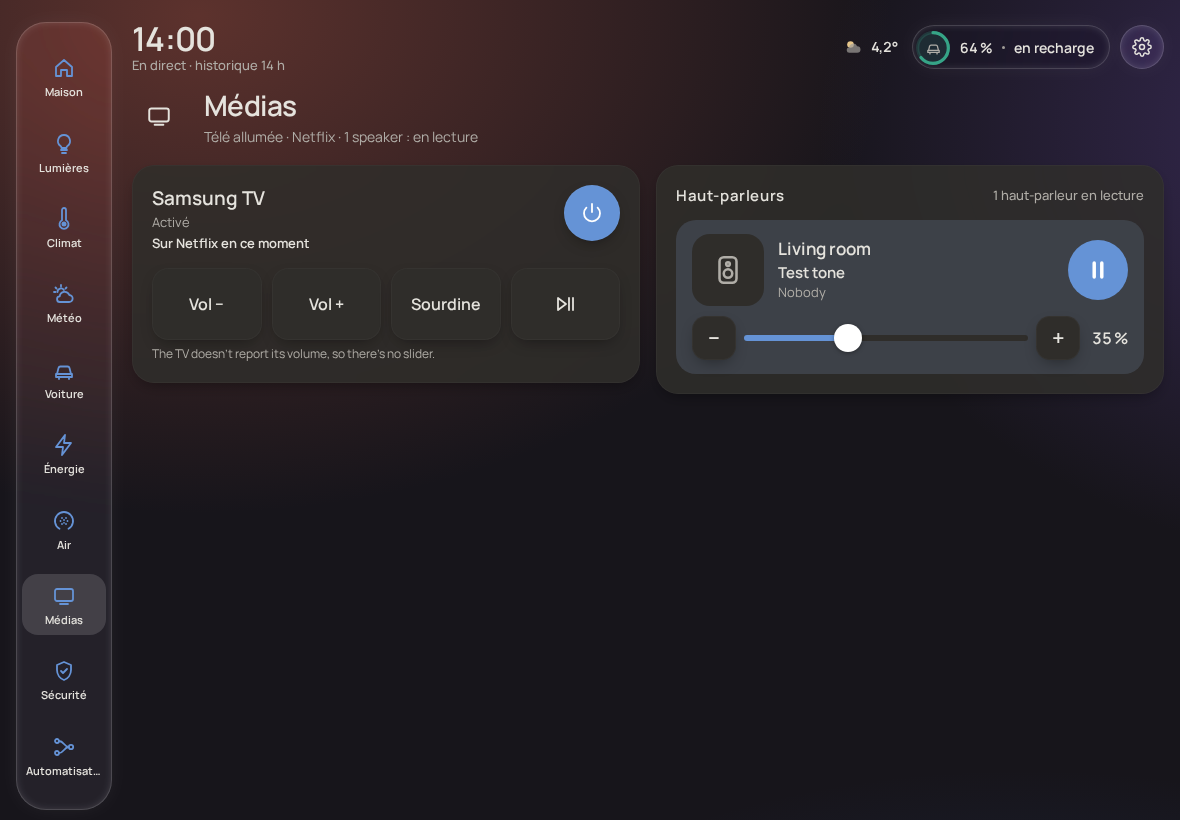 Maison
Lumières
Climat
Météo
Voiture
Énergie
Air
Médias
Sécurité
Automatisat…
14:00
En direct · historique 14 h
4,2°
64 % • en recharge
Médias
Télé allumée · Netflix · 1 speaker : en lecture
Samsung TV
Activé
Sur Netflix en ce moment
Vol −
Vol +
Sourdine
The TV doesn't report its volume, so there's no slider.
Haut-parleurs
1 haut-parleur en lecture
Living room
Test tone
Nobody
−
+
35 %